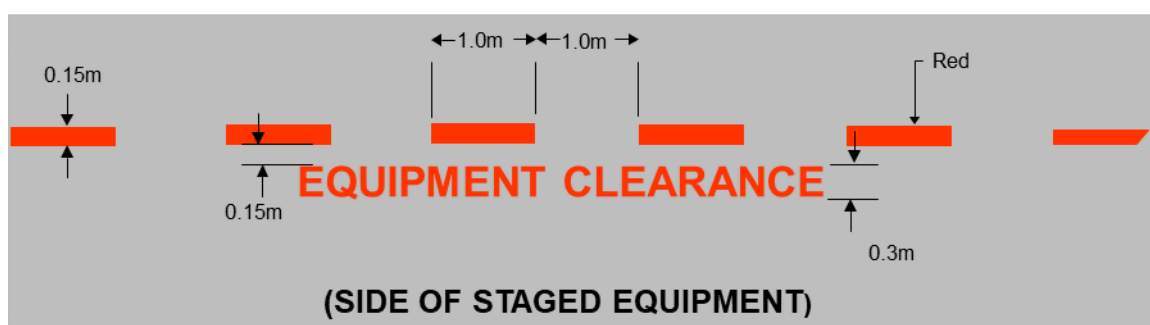 1.0m 1.0m
Red
0.15m
EQUIPMENT CLEARANCE
0.15m
0.3m
(SIDE OF STAGED EQUIPMENT)